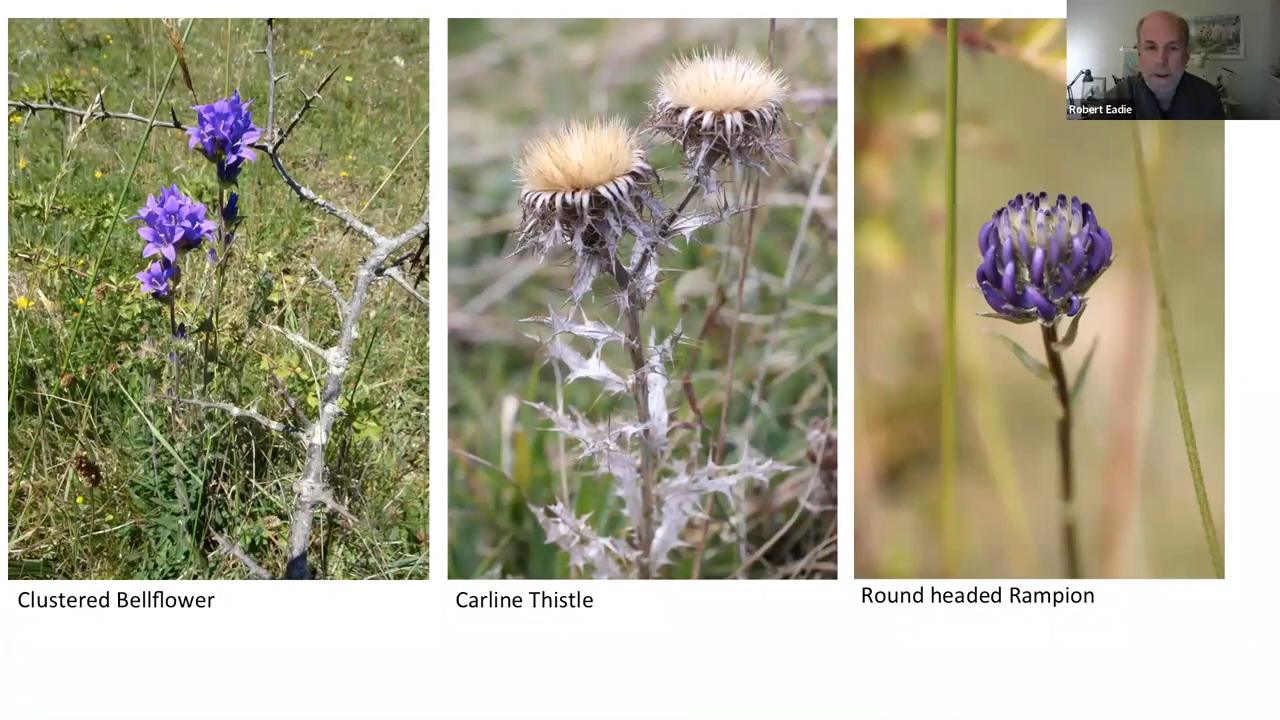 Robert Eadie
Clustered Bellflower
Carline Thistle
Round headed Rampion